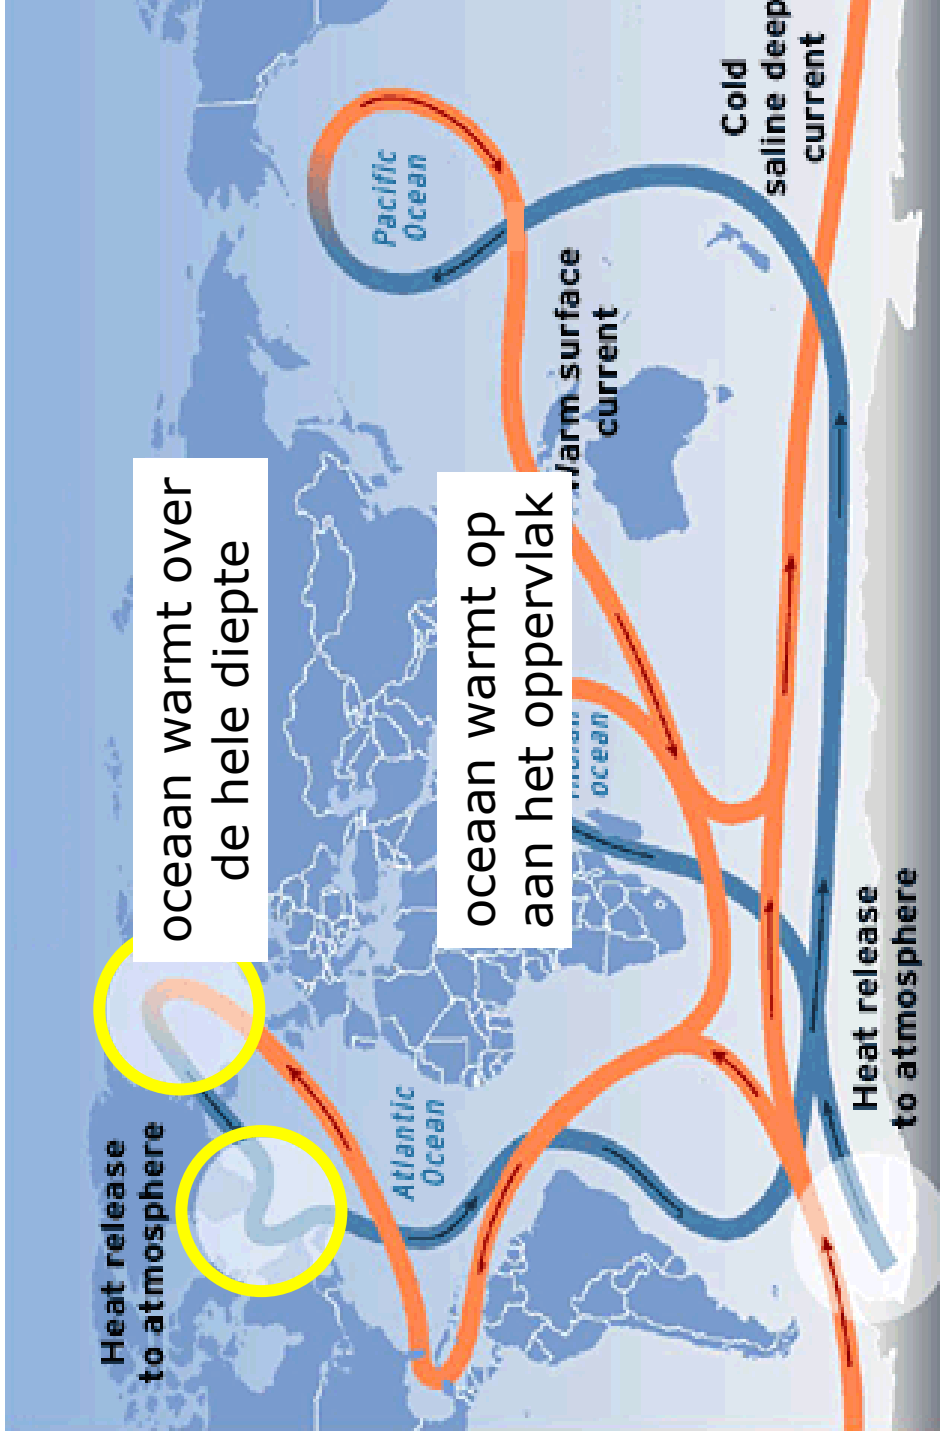 oceaan warmt over
de hele diepte
oceaan warmt op
aan het oppervlak
Heat release
to atmosphere
Atlantic
Ocean
ocean
surface
current
Pacific
Ocean
Cold
saline deep
current
Heat release
to atmosphere